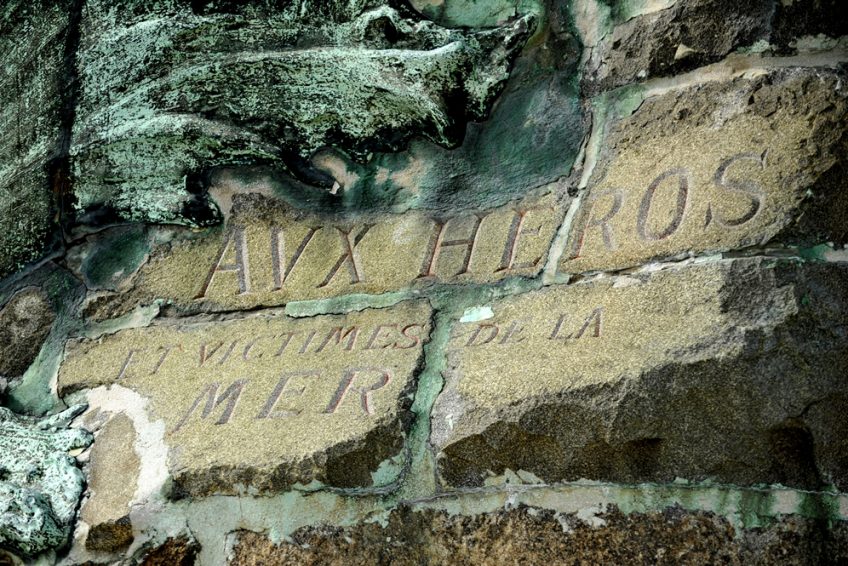 AVX HEROS
ET VICTIMES DE LA
MER